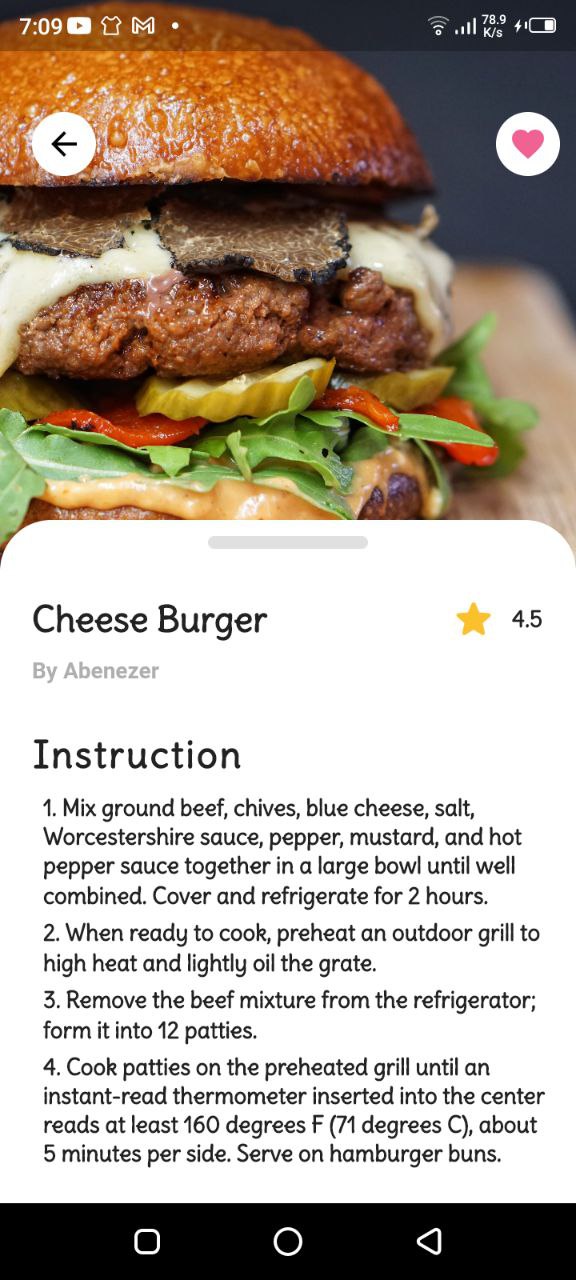 7:09
78.9
K/s
Cheese Burger
4.5
By Abenezer
Instruction
1. Mix ground beef, chives, blue cheese, salt,
Worcestershire sauce, pepper, mustard, and hot
pepper sauce together in a large bowl until well
combined. Cover and refrigerate for 2 hours.
2. When ready to cook, preheat an outdoor grill to
high heat and lightly oil the grate.
3. Remove the beef mixture from the refrigerator;
form it into 12 patties.
4. Cook patties on the preheated grill until an
instant-read thermometer inserted into the center
reads at least 160 degrees F (71 degrees C), about
5 minutes per side. Serve on hamburger buns.